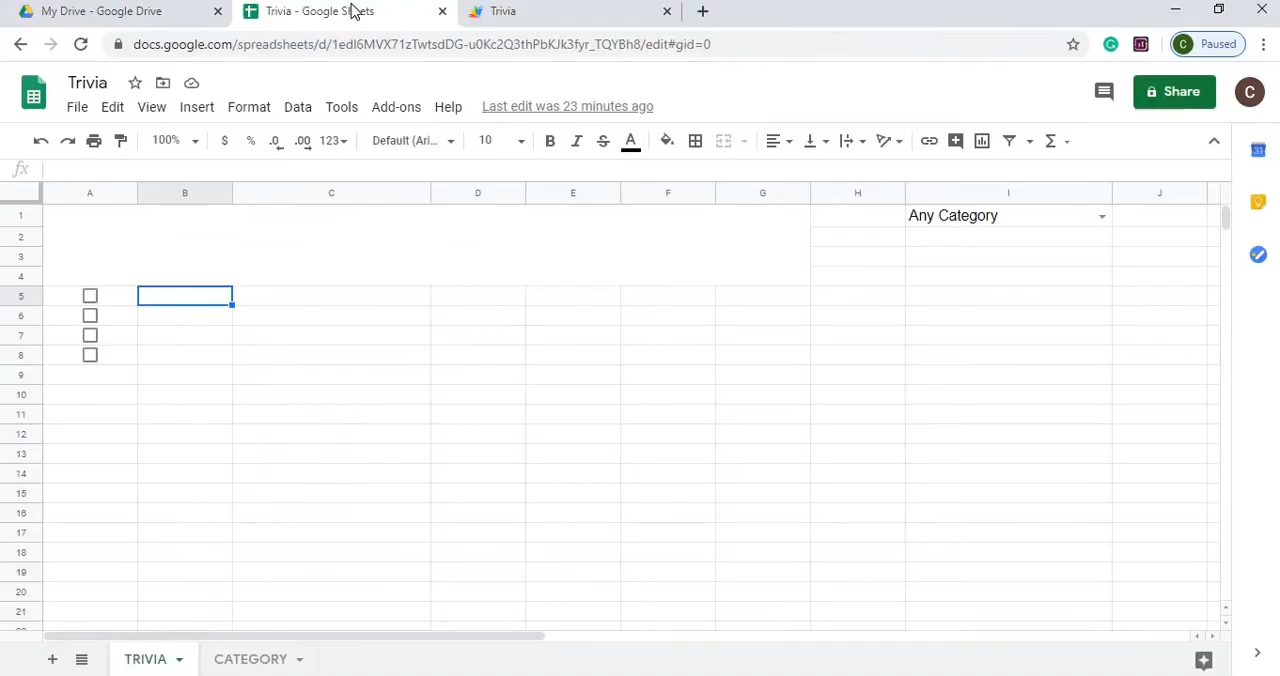 My Drive - Google Drive
Trivia - Google Sheets
Trivia
docs.google.com/spreadsheets/d/1edI6MVX71zTwtsdDG-u0Kc2Q3thPbKJk3fyr_TQYBh8/edit#gid=0
C Paused
Trivia
File Edit View Insert Format Data Tools Add-ons Help Last edit was 23 minutes ago
Share
C
100% $ % .0 .00 123 Default (Ari... 10 B I S A
fx
A B C D E F G H I J
1 Any Category
2
3
4
5
6
7
8
9
10
11
12
13
14
15
16
17
18
19
20
21
TRIVIA CATEGORY